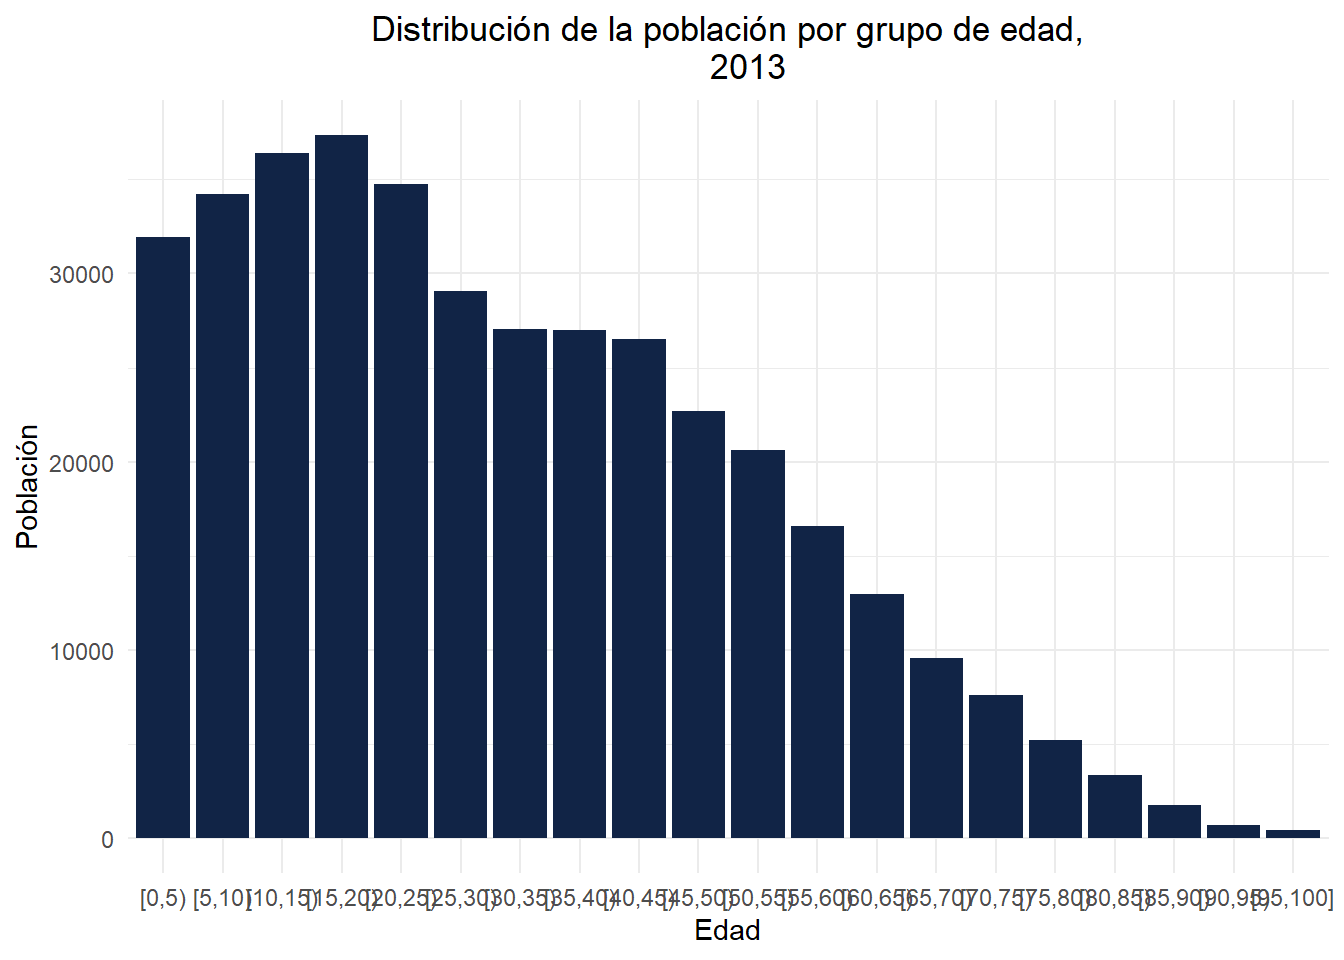 Distribución de la población por grupo de edad,
2013
Población
30000
20000
10000
0
[0,5) [5,10) [10,15) [15,20) [20,25) [25,30) [30,35) [35,40) [40,45) [45,50) [50,55) [55,60) [60,65) [65,70) [70,75) [75,80) [80,85) [85,90) [90,95) [95,100]
Edad